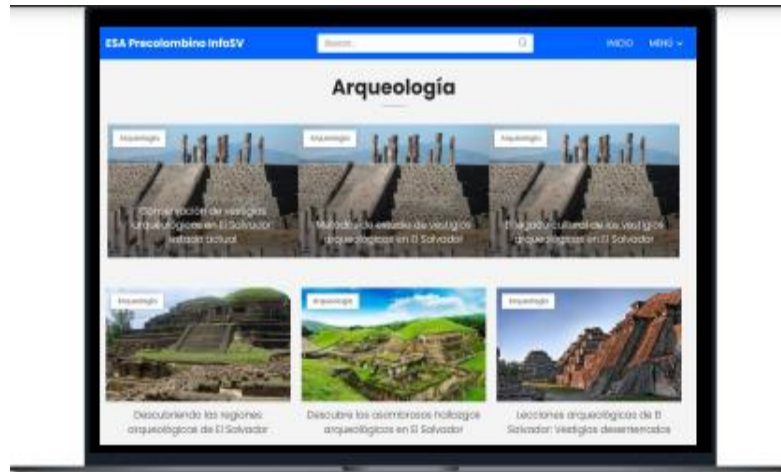 ESA Precolombino InfoSV
Buscar...
INICIO
MENÚ
Arqueología
Arqueología
Arqueología
Arqueología
Conservación de vestigios
arqueológicos en El Salvador
estado actual
Métodos de estudio de vestigios
arqueológicos en El Salvador
El legado cultural de los vestigios
arqueológicos en El Salvador
Arqueología
Arqueología
Arqueología
Descubriendo las regiones
arqueológicas de El Salvador
Descubre los asombrosos hallazgos
arqueológicos en El Salvador
Lecciones arqueológicas de El
Salvador: Vestigios desenterrados